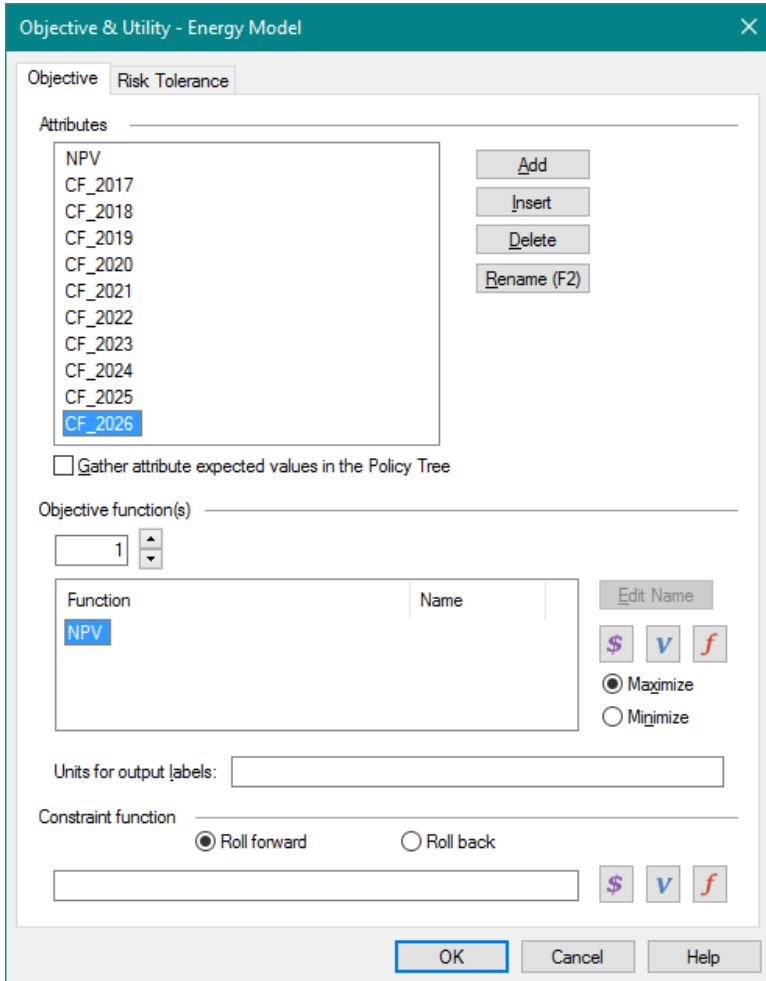 Objective & Utility - Energy Model
Objective Risk Tolerance
Attributes
NPV
CF_2017
CF_2018
CF_2019
CF_2020
CF_2021
CF_2022
CF_2023
CF_2024
CF_2025
CF_2026
Add
Insert
Delete
Rename (F2)
Gather attribute expected values in the Policy Tree
Objective function(s)
1
Function Name
NPV
Edit Name
$ V f
Maximize
Minimize
Units for output labels:
Constraint function
Roll forward Roll back
$ V f
OK Cancel Help